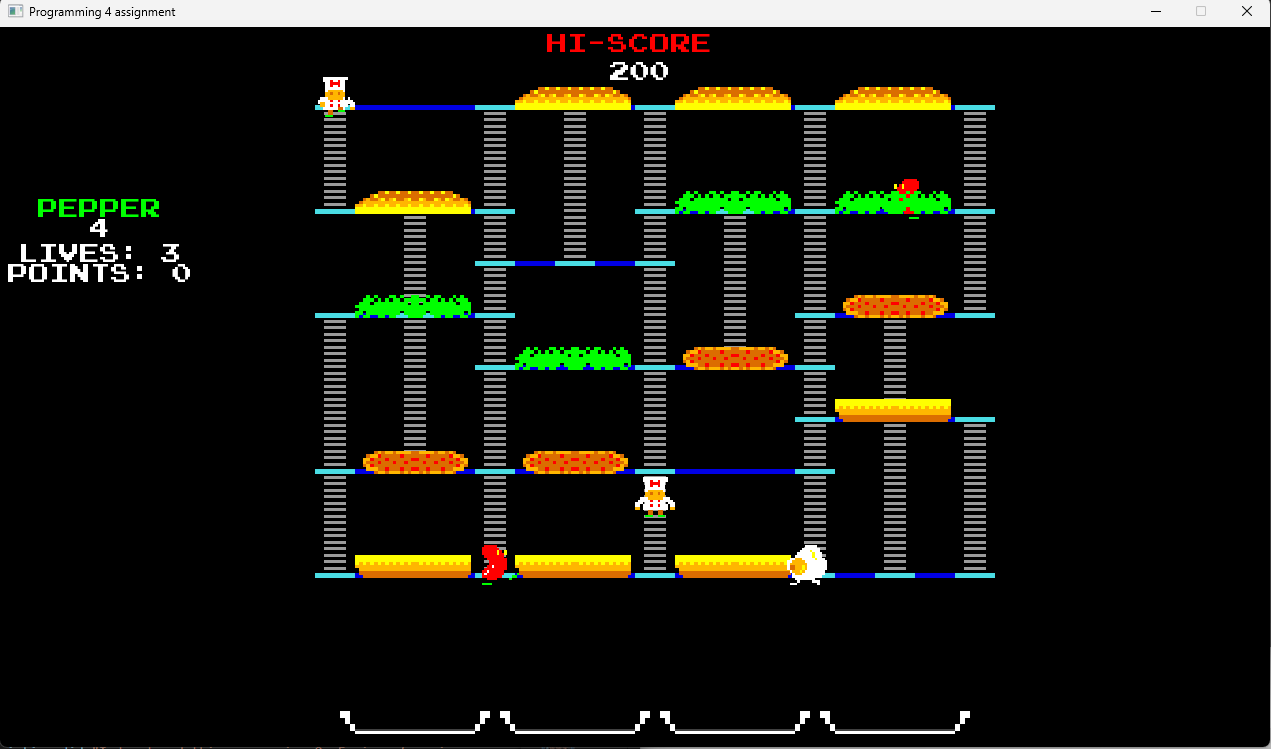 Programming 4 assignment
HI-SCORE
200
PEPPER
4
LIVES: 3
POINTS: 0